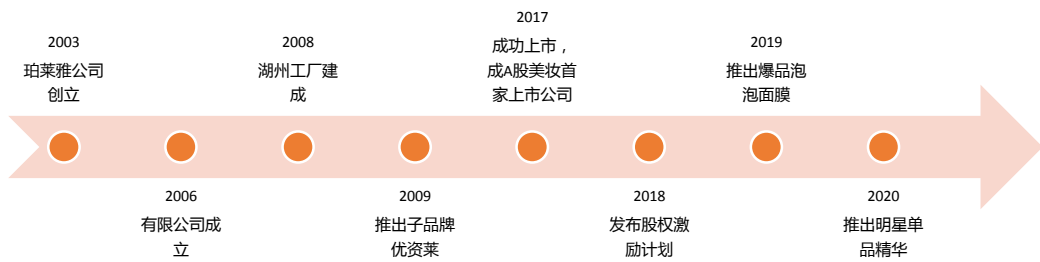 2003
珀莱雅公司
创立
2006
有限公司成
立
2008
湖州工厂建
成
2009
推出子品牌
优资莱
2017
成功上市，
成A股美妆首
家上市公司
2018
发布股权激
励计划
2019
推出爆品泡
泡面膜
2020
推出明星单
品精华